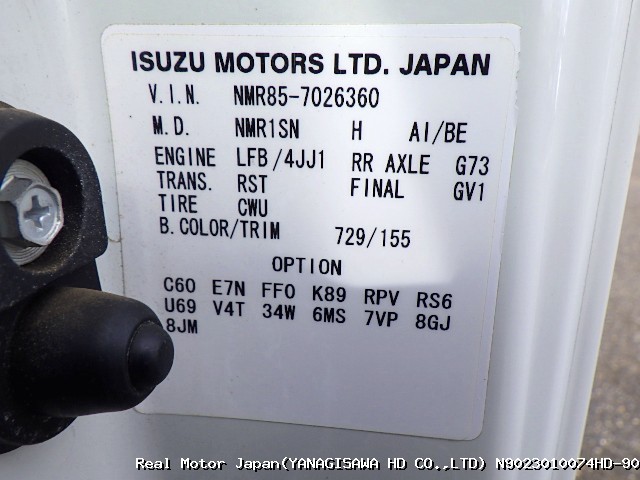 ISUZU MOTORS LTD. JAPAN
V.I.N. NMR85-7026360
M.D. NMR1SN H AI/BE
ENGINE LFB/4JJ1 RR AXLE G73
TRANS. RST FINAL GV1
TIRE CWU
B.COLOR/TRIM 729/155
OPTION
C60 E7N FF0 K89 RPV RS6
U69 V4T 34W 6MS 7VP 8GJ
8JM
Real Motor Japan(YANAGISAWA HD CO.,LTD) N9023010074HD-90